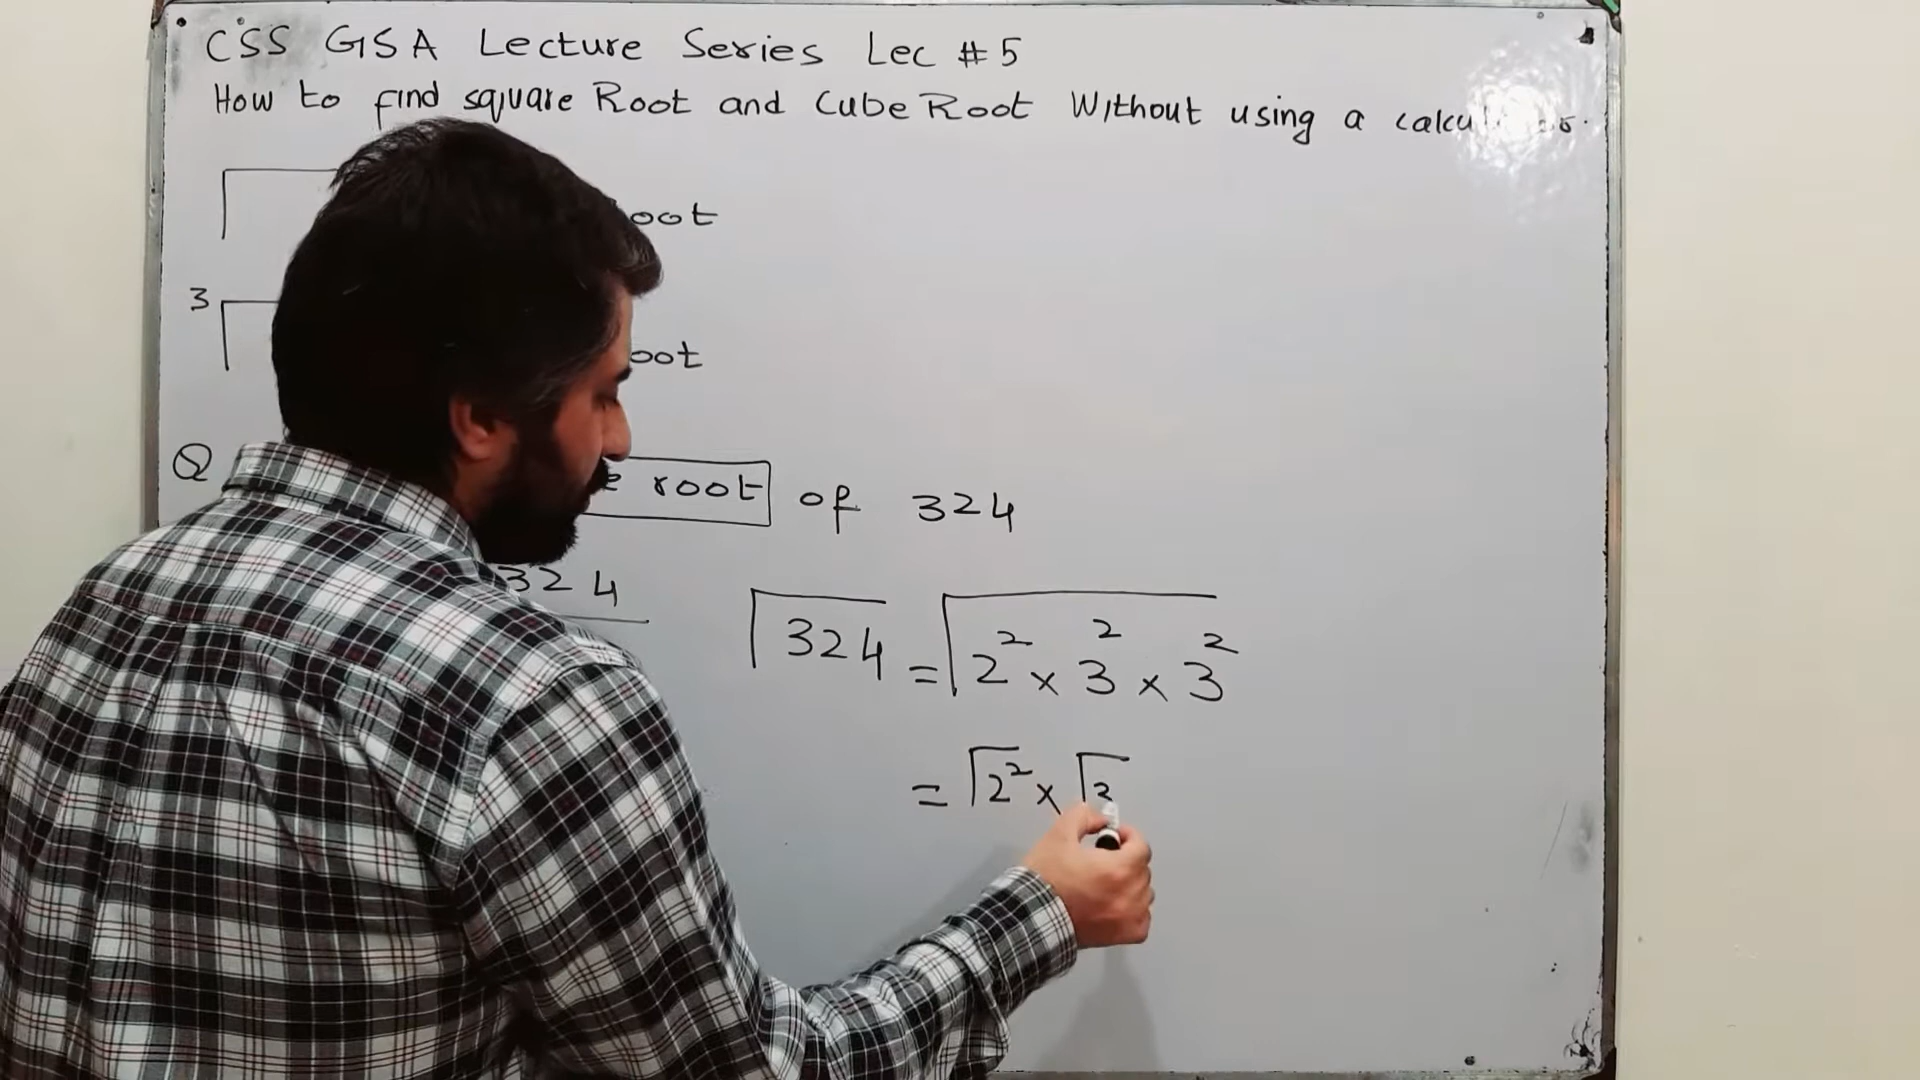 CSS GSA Lecture Series Lec #5
How to find square Root and Cube Root Without using a
√ oot
3√ oot
Q root of 324
324
√324 = √2² × 3² × 3²
= √2² × √3